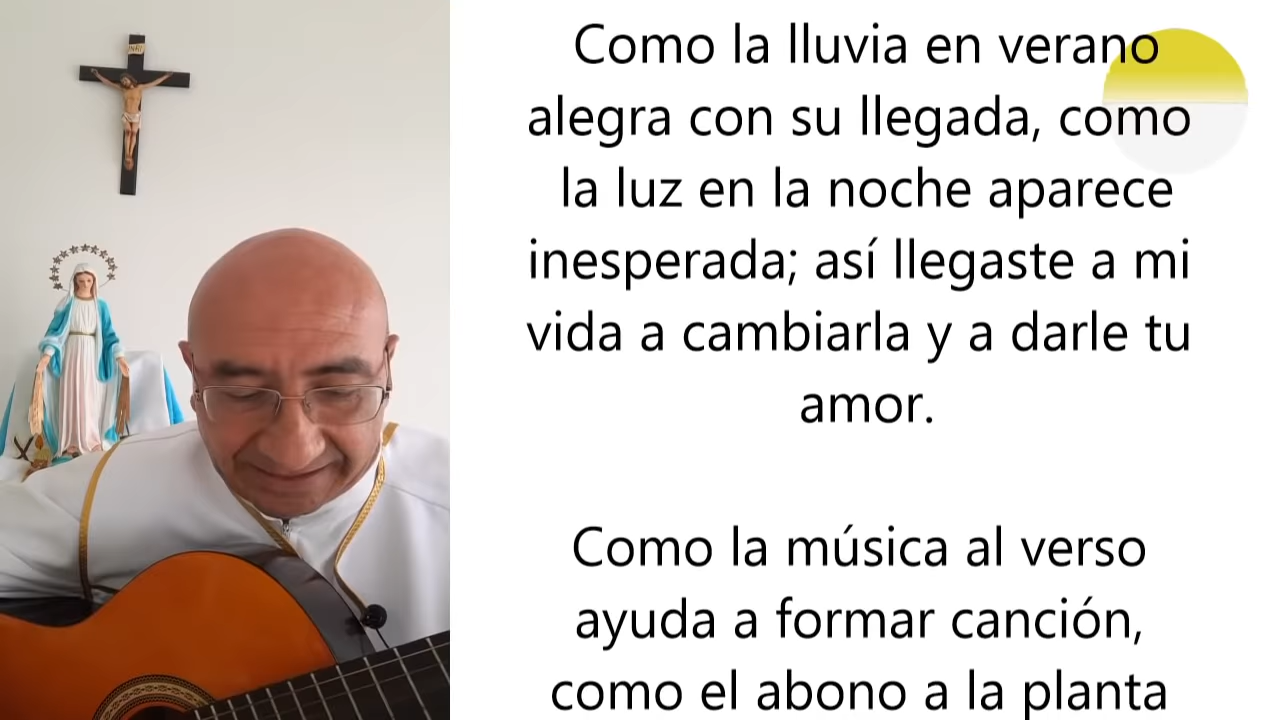 INRI
Como la lluvia en verano
alegra con su llegada, como
la luz en la noche aparece
inesperada; así llegaste a mi
vida a cambiarla y a darle tu
amor.
Como la música al verso
ayuda a formar canción,
como el abono a la planta